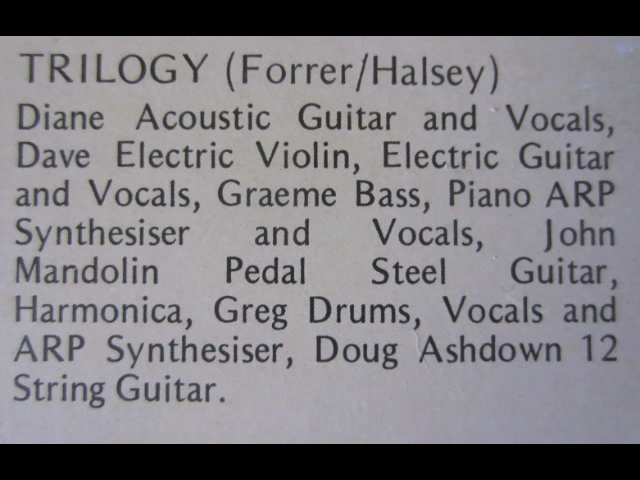 TRILOGY (Forrer/Halsey)
Diane Acoustic Guitar and Vocals,
Dave Electric Violin, Electric Guitar
and Vocals, Graeme Bass, Piano ARP
Synthesiser and Vocals, John
Mandolin Pedal Steel Guitar,
Harmonica, Greg Drums, Vocals and
ARP Synthesiser, Doug Ashdown 12
String Guitar.